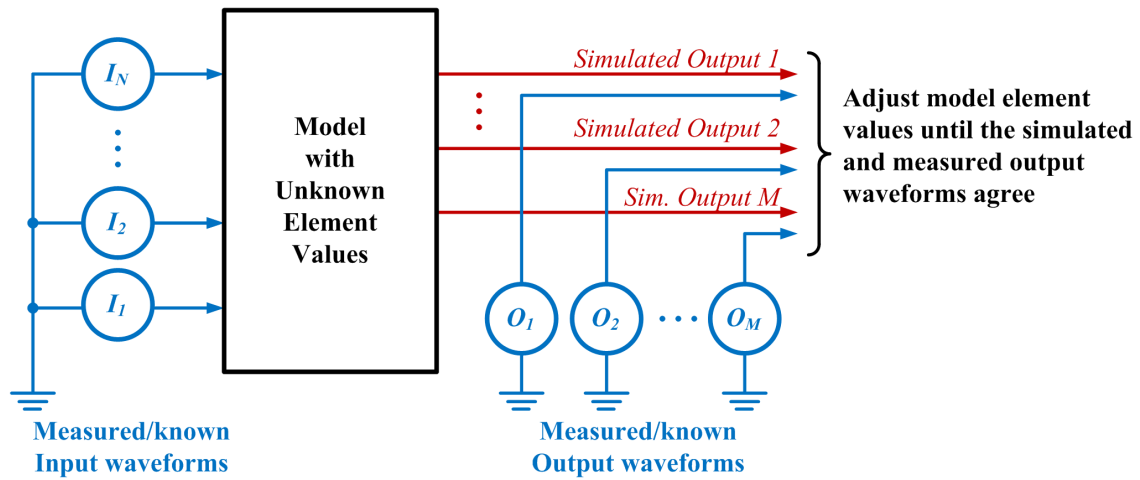 I_N
I_2
I_1
Measured/known
Input waveforms
Model
with
Unknown
Element
Values
Simulated Output 1
Simulated Output 2
Sim. Output M
O_1
O_2
O_M
Measured/known
Output waveforms
Adjust model element
values until the simulated
and measured output
waveforms agree